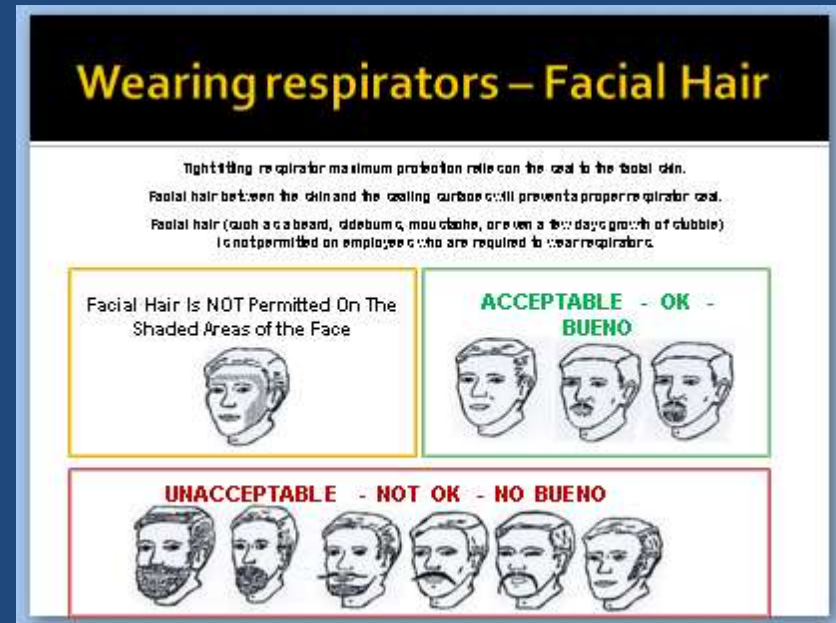 Wearing respirators – Facial Hair
Tight fitting respirator maximum protection relies on the seal to the facial skin.
Facial hair between the skin and the sealing surfaces will prevent a proper respirator seal.
Facial hair (such as a beard, sideburns, moustache, or even a few days growth of stubble)
is not permitted on employees who are required to wear respirators.
Facial Hair Is NOT Permitted On The
Shaded Areas of the Face
ACCEPTABLE - OK -
BUENO
UNACCEPTABLE - NOT OK - NO BUENO